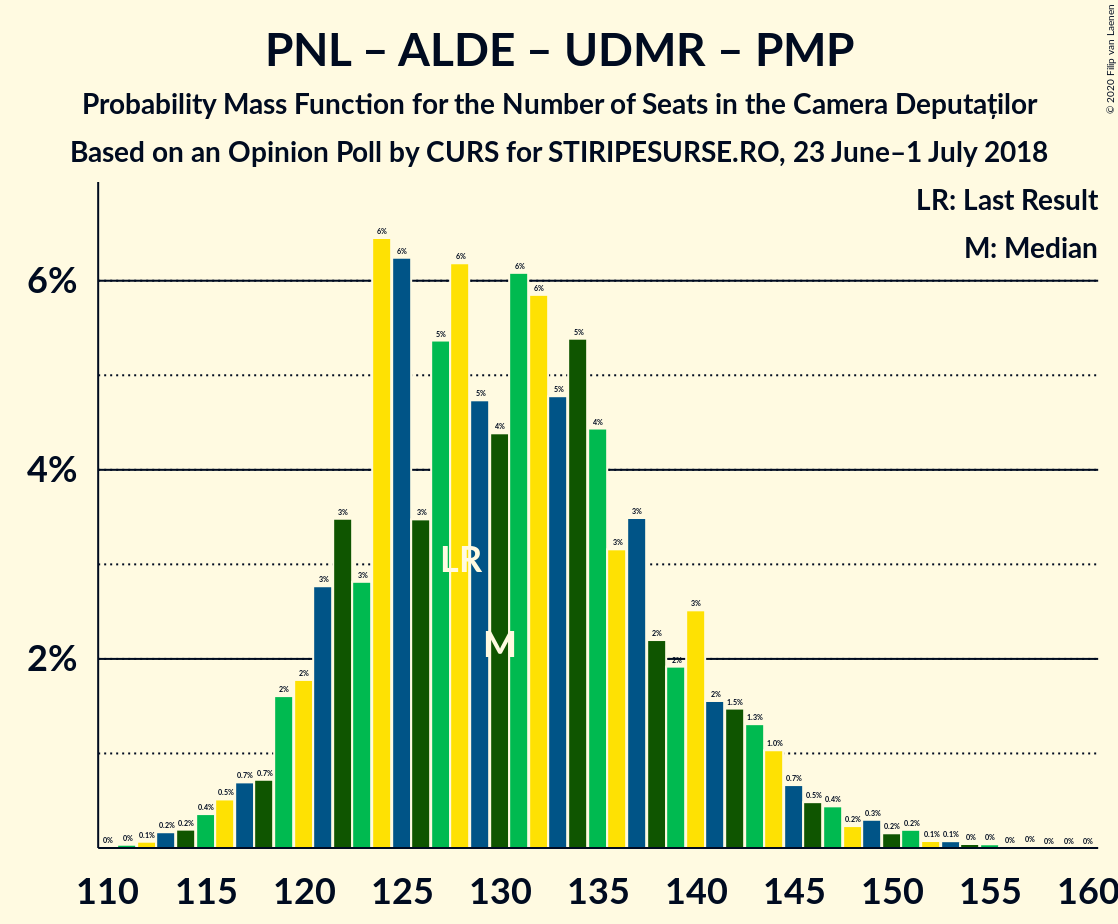 PNL – ALDE – UDMR – PMP
Probability Mass Function for the Number of Seats in the Camera Deputaților
Based on an Opinion Poll by CURS for STIRIPESURSE.RO, 23 June–1 July 2018
© 2020 Filip van Laenen
LR: Last Result
M: Median
6%
4%
2%
0% 0% 0.1% 0.2% 0.2% 0.4% 0.5% 0.7% 0.7% 2% 2% 3% 3% 3% 6% 6% 3% 5% 6% 5% 4% 6% 6% 5% 5% 4% 3% 3% 2% 2% 3% 2% 1.5% 1.3% 1.0% 0.7% 0.5% 0.4% 0.2% 0.3% 0.2% 0.2% 0.1% 0.1% 0% 0% 0% 0% 0% 0% 0%
LR
M
110 115 120 125 130 135 140 145 150 155 160